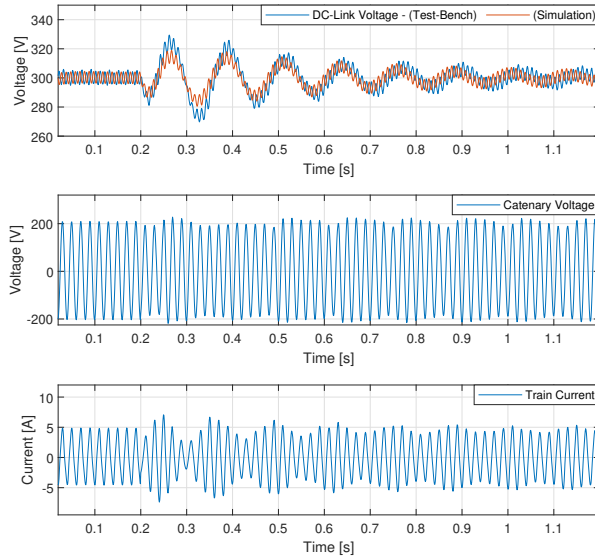 DC-Link Voltage - (Test-Bench) (Simulation)
340
320
300
280
260
Voltage [V]
0.1 0.2 0.3 0.4 0.5 0.6 0.7 0.8 0.9 1 1.1
Time [s]
Catenary Voltage
200
0
-200
Voltage [V]
0.1 0.2 0.3 0.4 0.5 0.6 0.7 0.8 0.9 1 1.1
Time [s]
Train Current
10
5
0
-5
Current [A]
0.1 0.2 0.3 0.4 0.5 0.6 0.7 0.8 0.9 1 1.1
Time [s]